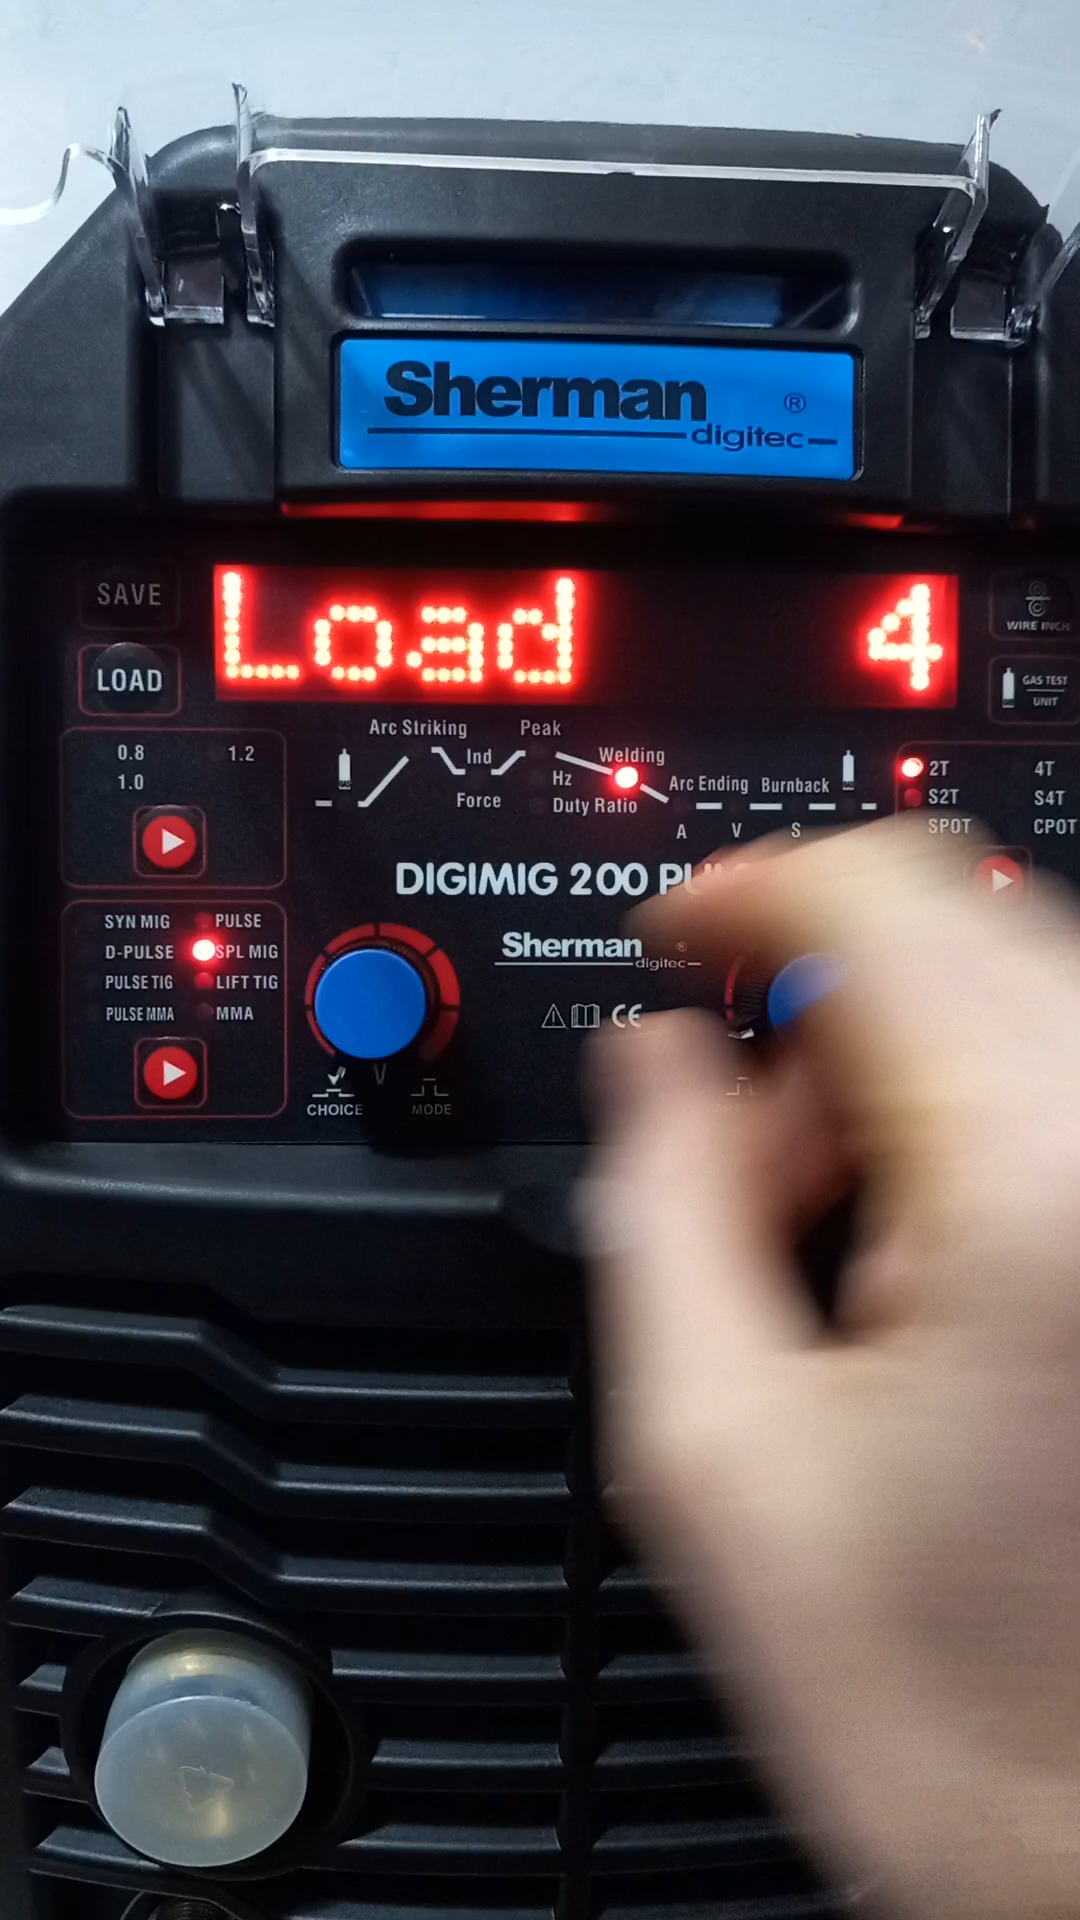 Sherman ®
digitec
SAVE
Load 4
WIRE INCH
LOAD
GAS TEST
UNIT
Arc Striking
Peak
0.8 1.2
1.0
Ind
Force
Hz
Duty Ratio
Welding
Arc Ending
Burnback
A V S
2T 4T
S2T S4T
SPOT CPOT
DIGIMIG 200
SYN MIG PULSE
D-PULSE SPL MIG
PULSE TIG LIFT TIG
PULSE MMA MMA
Sherman ®
digitec
CE
V
CHOICE MODE